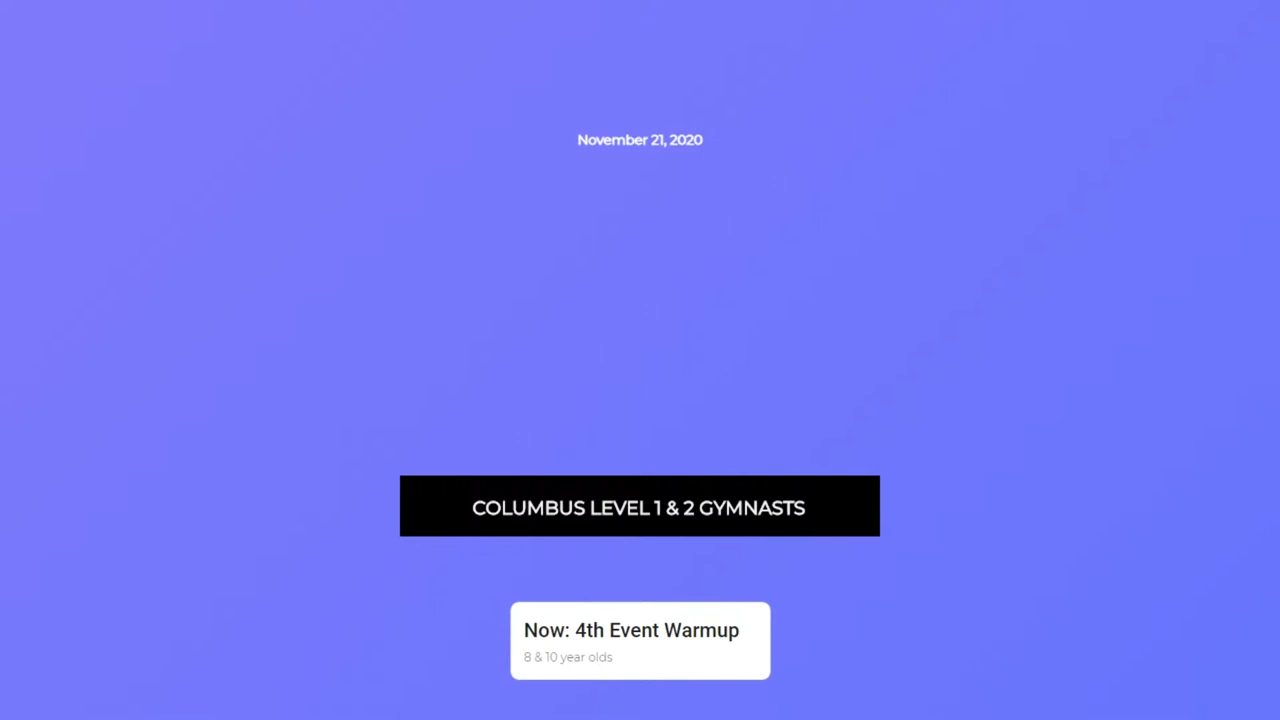 November 21, 2020
COLUMBUS LEVEL 1 & 2 GYMNASTS
Now: 4th Event Warmup
8 & 10 year olds